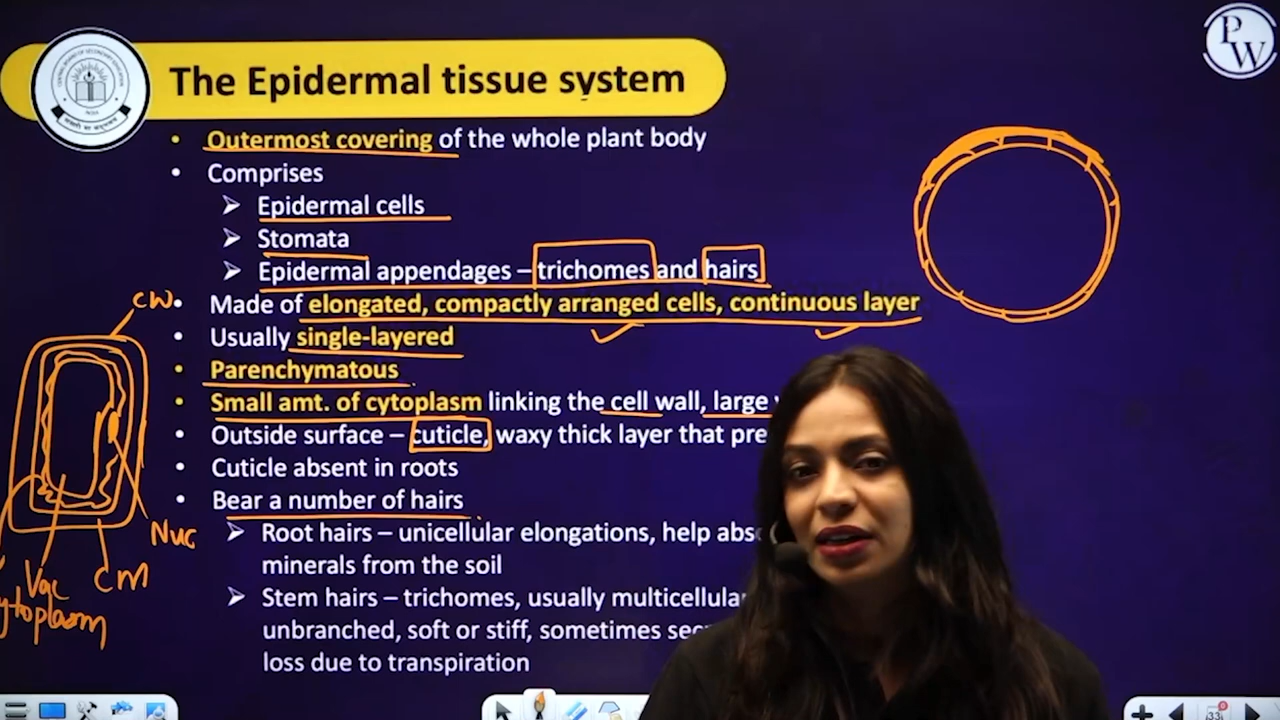 The Epidermal tissue system
PW
• Outermost covering of the whole plant body
• Comprises
➢ Epidermal cells
➢ Stomata
➢ Epidermal appendages – trichomes and hairs
• Made of elongated, compactly arranged cells, continuous layer
• Usually single-layered
• Parenchymatous
• Small amt. of cytoplasm linking the cell wall, large
• Outside surface – cuticle, waxy thick layer that pre
• Cuticle absent in roots
• Bear a number of hairs
➢ Root hairs – unicellular elongations, help abs
minerals from the soil
➢ Stem hairs – trichomes, usually multicellula
unbranched, soft or stiff, sometimes sec
loss due to transpiration
CW
Nuc
Vac
CM
ytoplasm
33